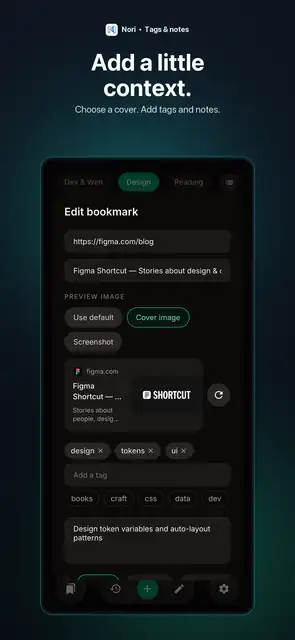 Nori • Tags & notes
Add a little
context.
Choose a cover. Add tags and notes.
Dev & Web Design Reading
Edit bookmark
https://figma.com/blog
Figma Shortcut — Stories about design & c
PREVIEW IMAGE
Use default Cover image
Screenshot
figma.com
Figma
Shortcut — ...
Stories about
people, desig...
SHORTCUT
design × tokens × ui ×
Add a tag
books craft css data dev
Design token variables and auto-layout
patterns